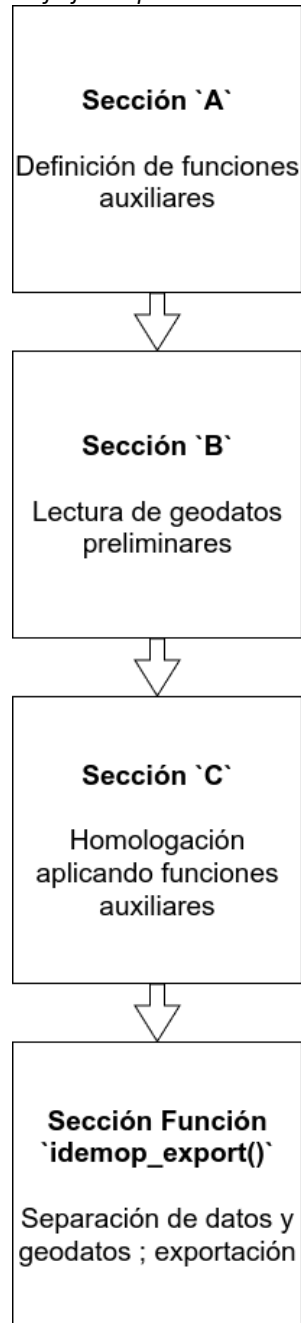 Sección `A`
Definición de funciones
auxiliares
Sección `B`
Lectura de geodatos
preliminares
Sección `C`
Homologación
aplicando funciones
auxiliares
Sección Función
`idemop_export()`
Separación de datos y
geodatos ; exportación